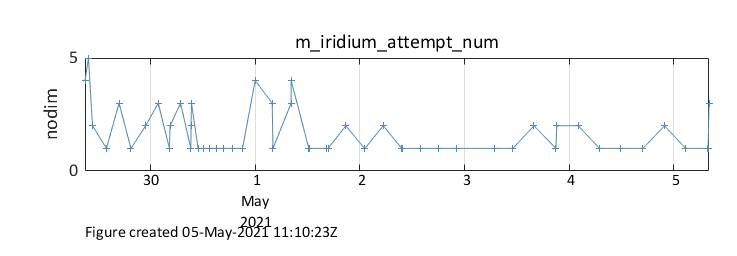 m_iridium_attempt_num
5
nodim
0
30 1 2 3 4 5
May
2021
Figure created 05-May-2021 11:10:23Z